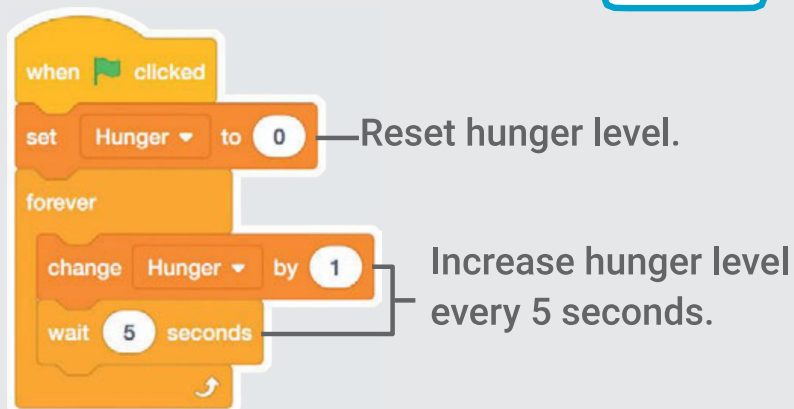 when clicked
set Hunger to 0
Reset hunger level.
forever
change Hunger by 1
wait 5 seconds
Increase hunger level
every 5 seconds.